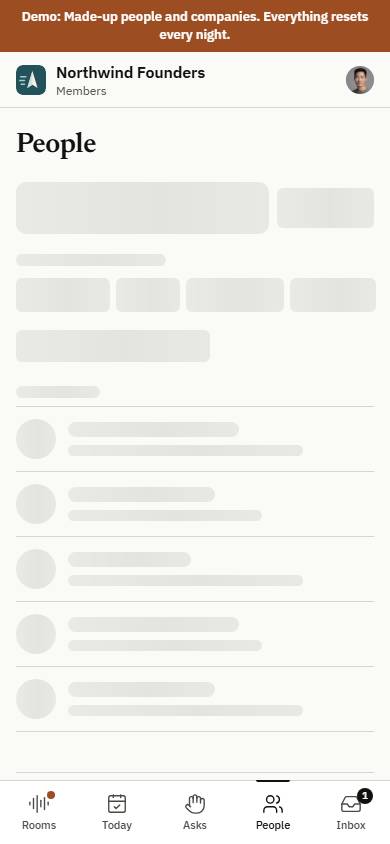 Demo: Made-up people and companies. Everything resets
every night.
Northwind Founders
Members
People
Rooms
Today
Asks
People
1
Inbox